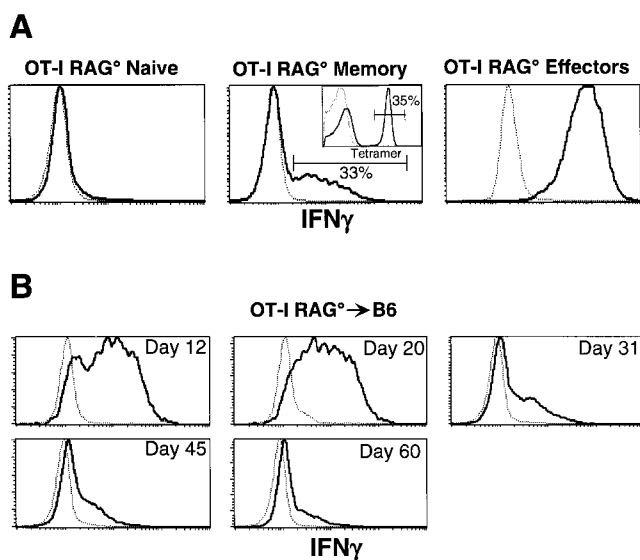 A
OT-I RAG° Naive
OT-I RAG° Memory
OT-I RAG° Effectors
35%
Tetramer
33%
IFNγ
B
OT-I RAG°→B6
Day 12
Day 20
Day 31
Day 45
Day 60
IFNγ